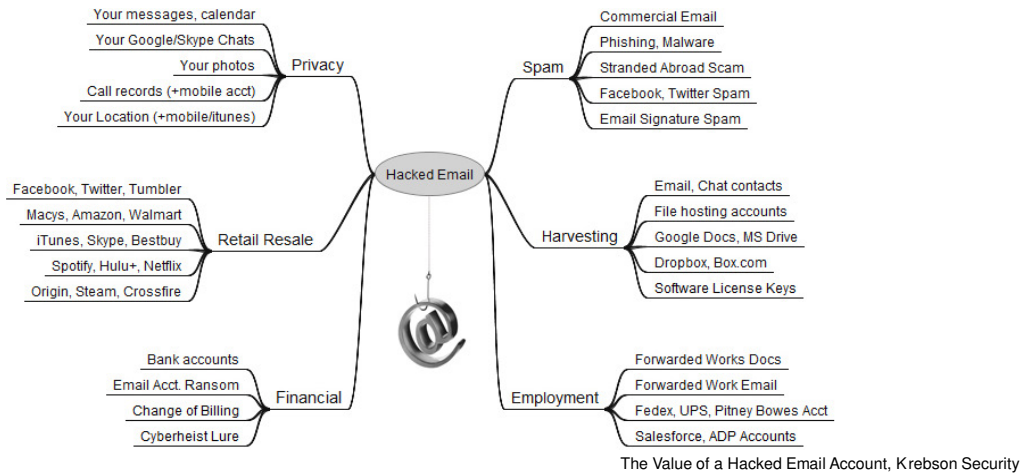 Your messages, calendar
Your Google/Skype Chats
Your photos
Call records (+mobile acct)
Your Location (+mobile/itunes)
Privacy
Facebook, Twitter, Tumbler
Macys, Amazon, Walmart
iTunes, Skype, Bestbuy
Spotify, Hulu+, Netflix
Origin, Steam, Crossfire
Retail Resale
Bank accounts
Email Acct. Ransom
Change of Billing
Cyberheist Lure
Financial
Hacked Email
@
Spam
Commercial Email
Phishing, Malware
Stranded Abroad Scam
Facebook, Twitter Spam
Email Signature Spam
Harvesting
Email, Chat contacts
File hosting accounts
Google Docs, MS Drive
Dropbox, Box.com
Software License Keys
Employment
Forwarded Works Docs
Forwarded Work Email
Fedex, UPS, Pitney Bowes Acct
Salesforce, ADP Accounts
The Value of a Hacked Email Account, Krebson Security